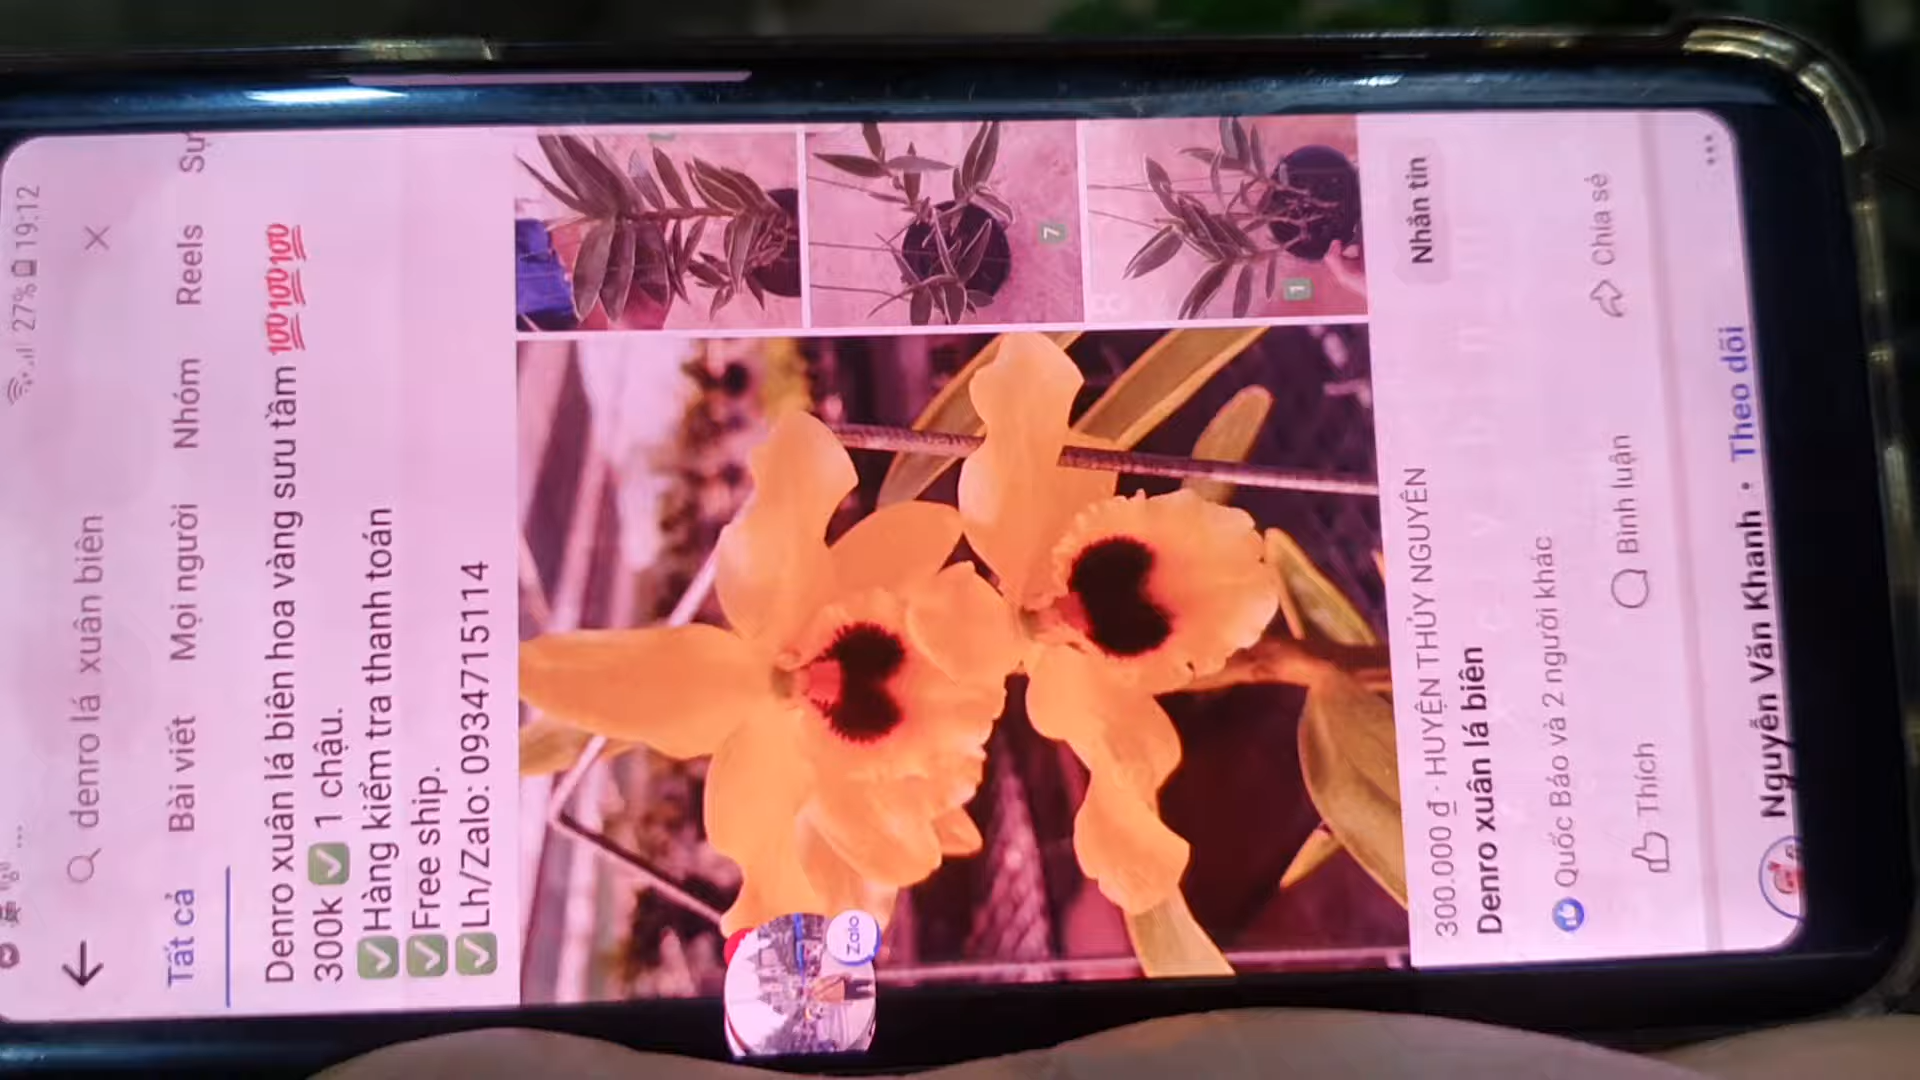 27% 19:12
denro lá xuân biên
Tất cả Bài viết Mọi người Nhóm Reels Sự
Denro xuân lá biên hoa vàng sưu tầm 💯💯💯
300k ✅ 1 chậu.
✅Hàng kiểm tra thanh toán
✅Free ship.
✅Lh/Zalo: 0934715114
7
1
Zalo
300.000 ₫ · HUYỆN THỦY NGUYÊN
Denro xuân lá biên
Nhắn tin
Quốc Bảo và 2 người khác
Thích Bình luận Chia sẻ
Nguyễn Văn Khanh · Theo dõi